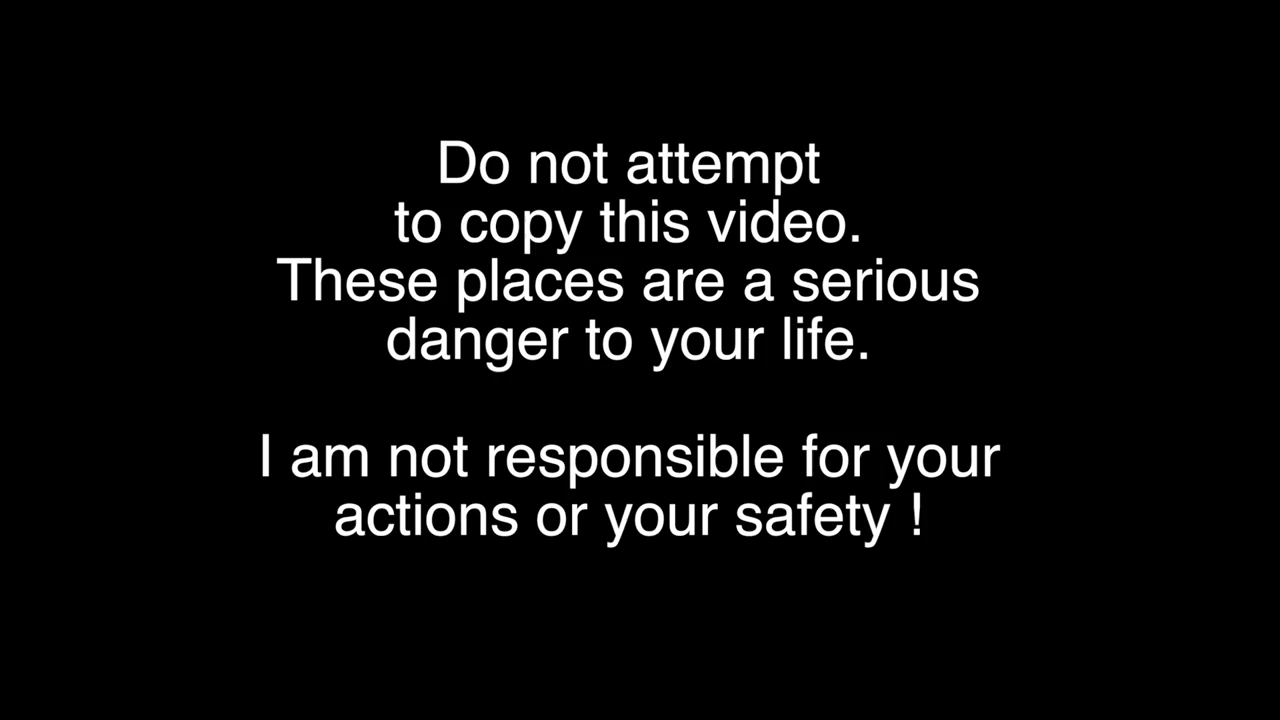 Do not attempt
to copy this video.
These places are a serious
danger to your life.
I am not responsible for your
actions or your safety !